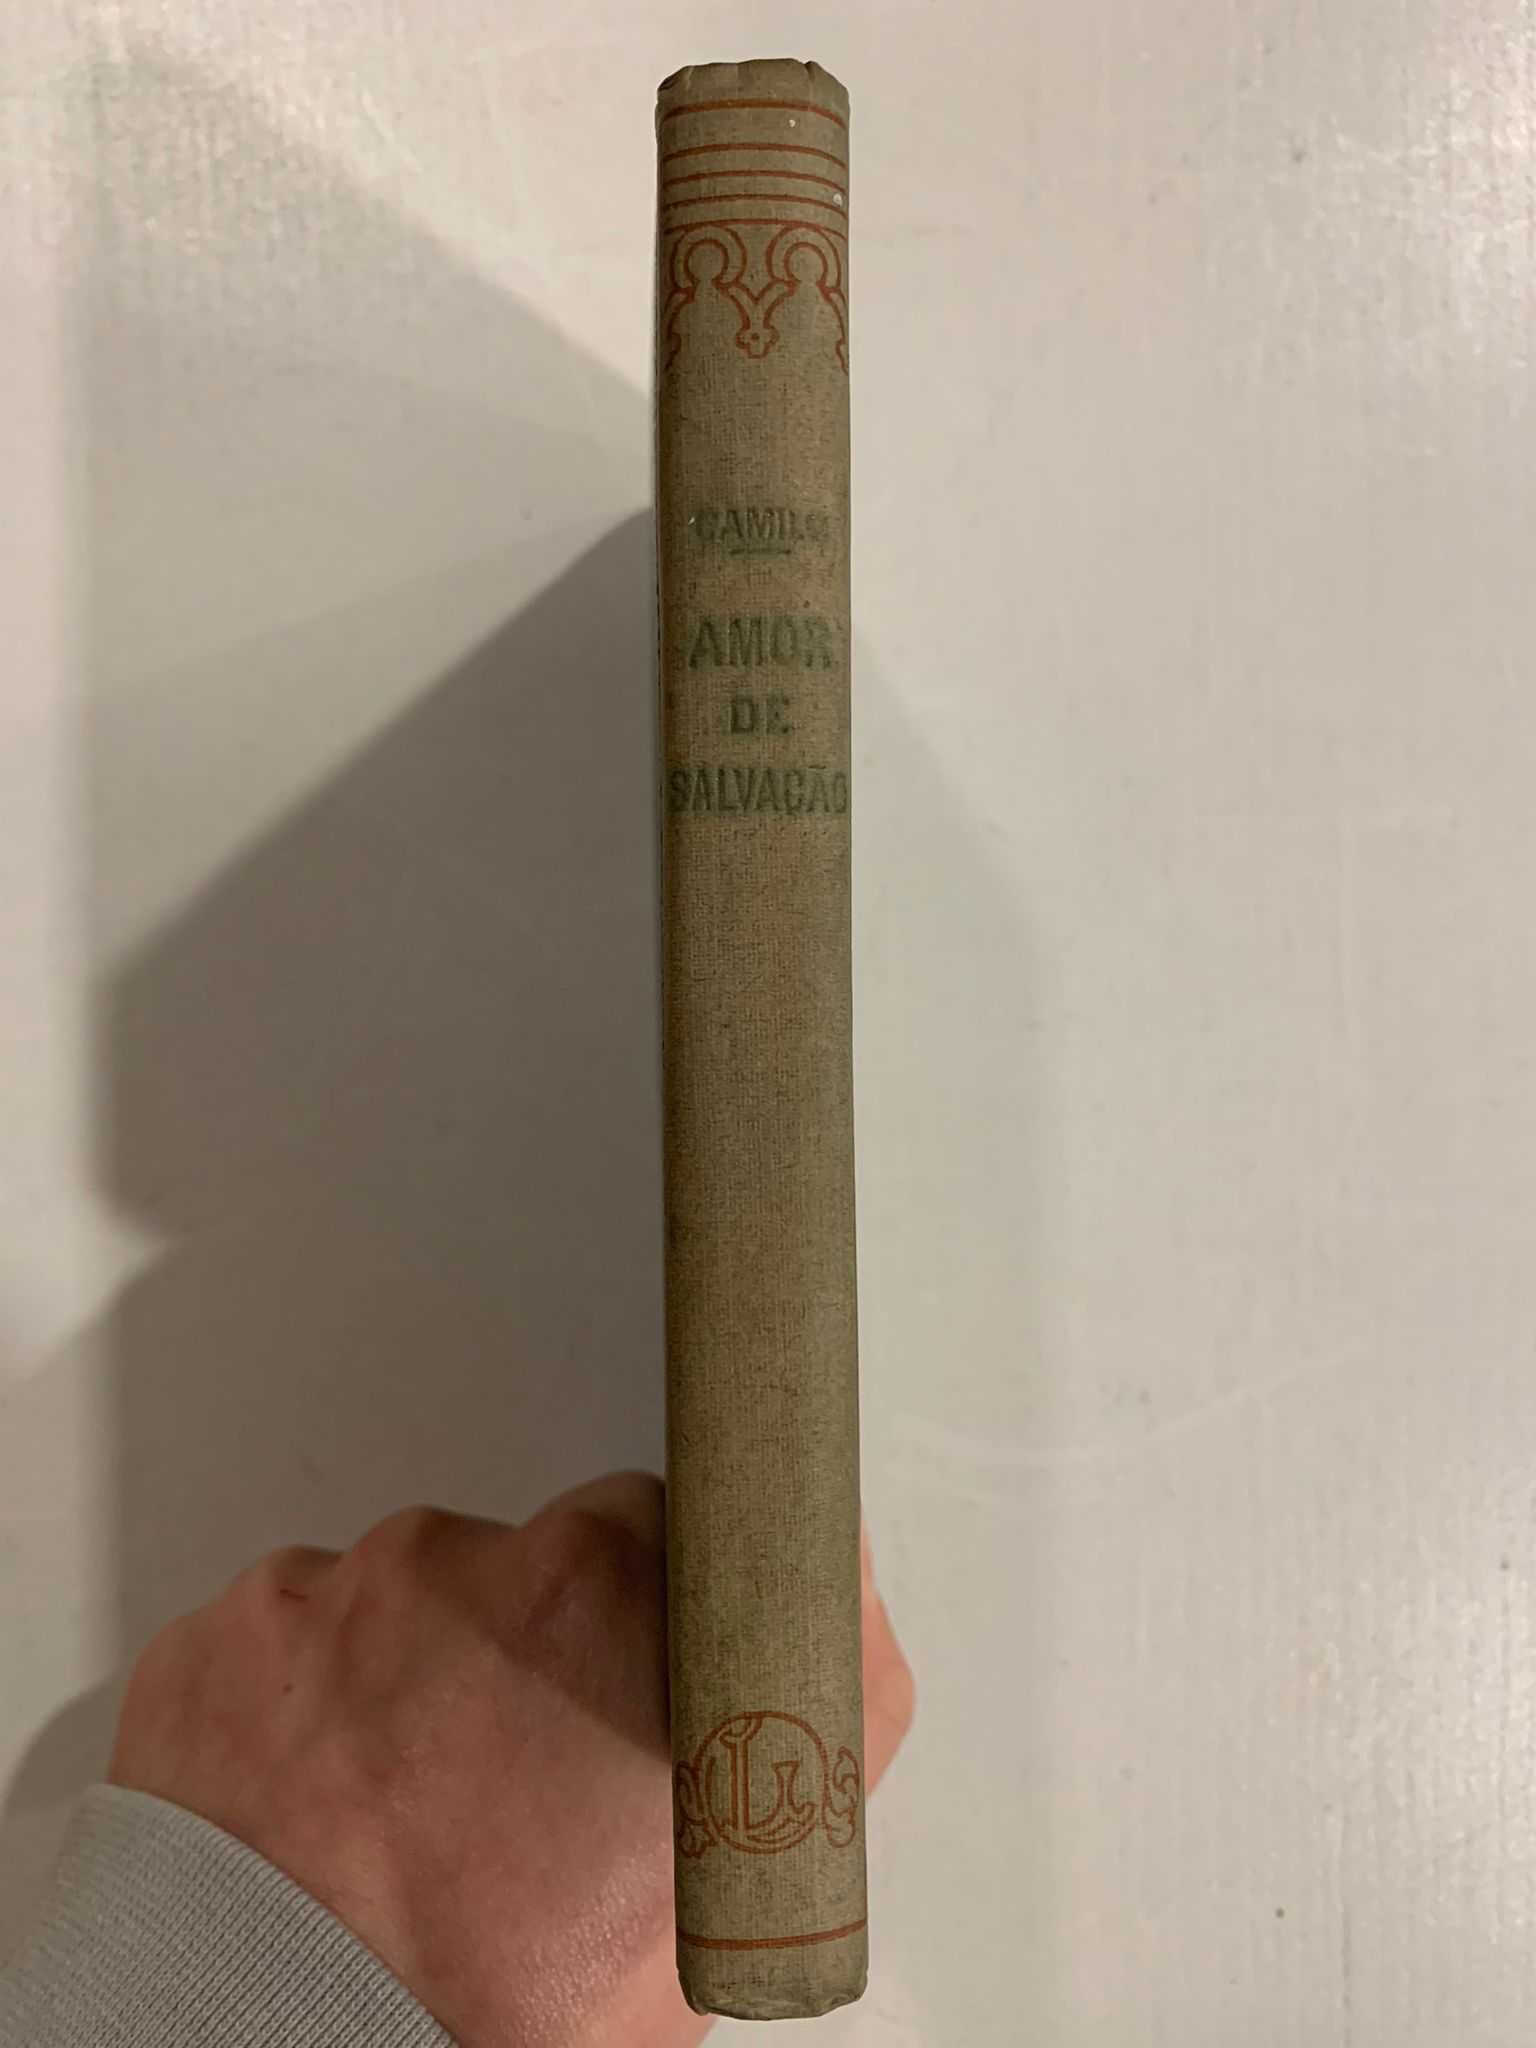 CAMILO
AMOR
DE
SALVAÇÃO
L